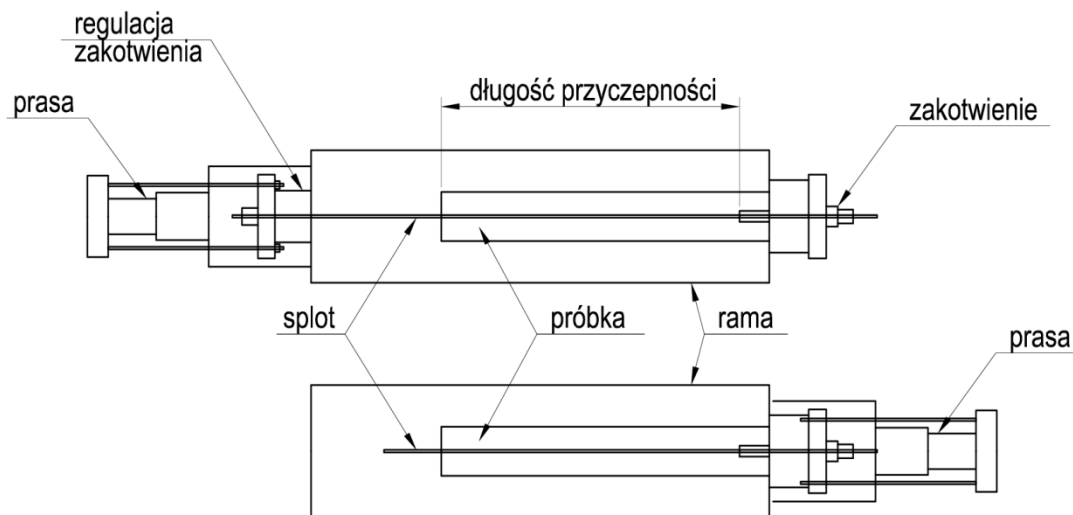 regulacja
zakotwienia
prasa
długość przyczepności
zakotwienie
splot
próbka
rama
prasa